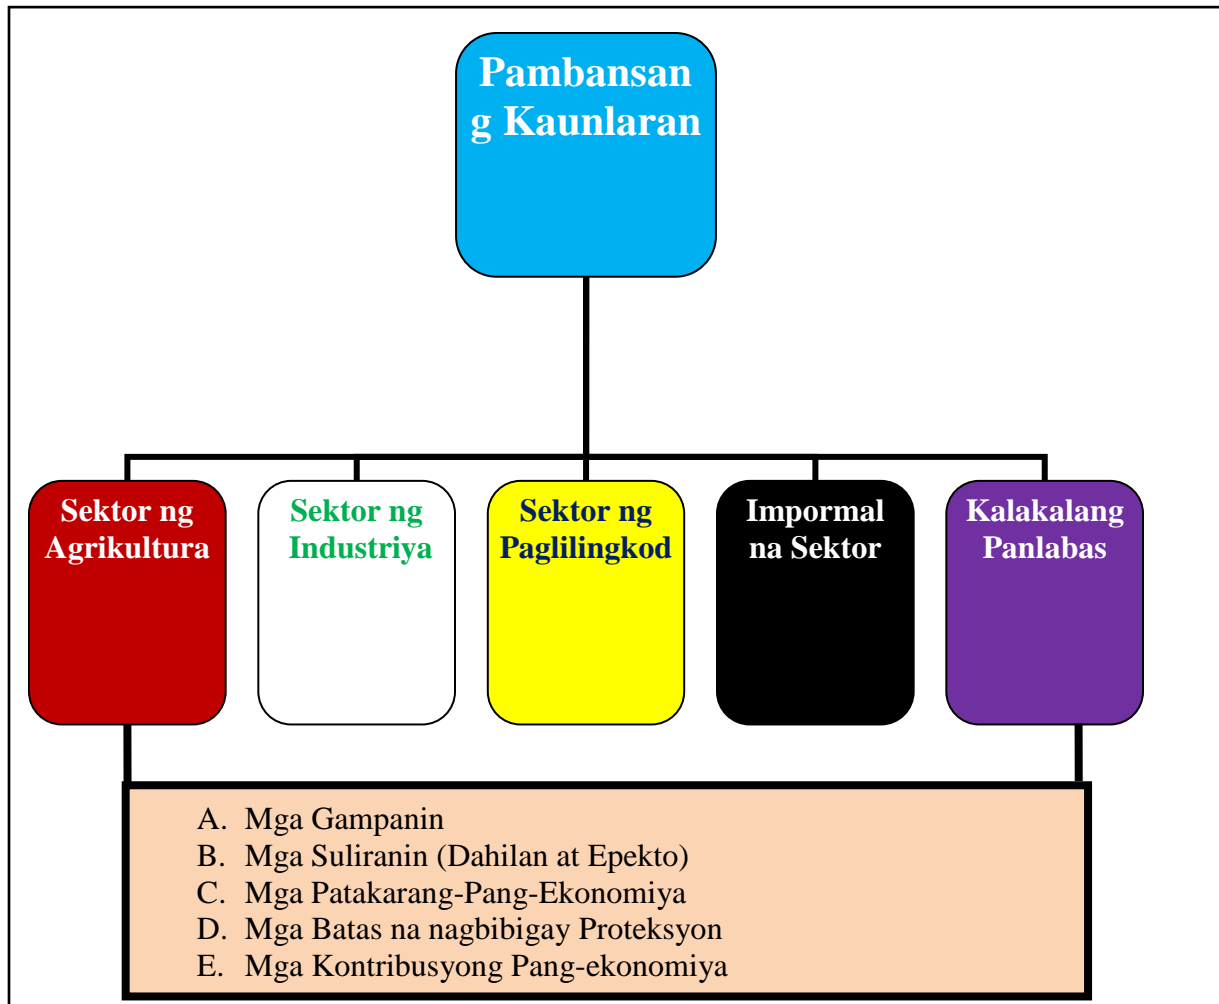 Pambansan
g Kaunlaran
Sektor ng
Agrikultura
Sektor ng
Industriya
Sektor ng
Paglilingkod
Impormal
na Sektor
Kalakalang
Panlabas
A. Mga Gampanin
B. Mga Suliranin (Dahilan at Epekto)
C. Mga Patakarang-Pang-Ekonomiya
D. Mga Batas na nagbibigay Proteksyon
E. Mga Kontribusyong Pang-ekonomiya